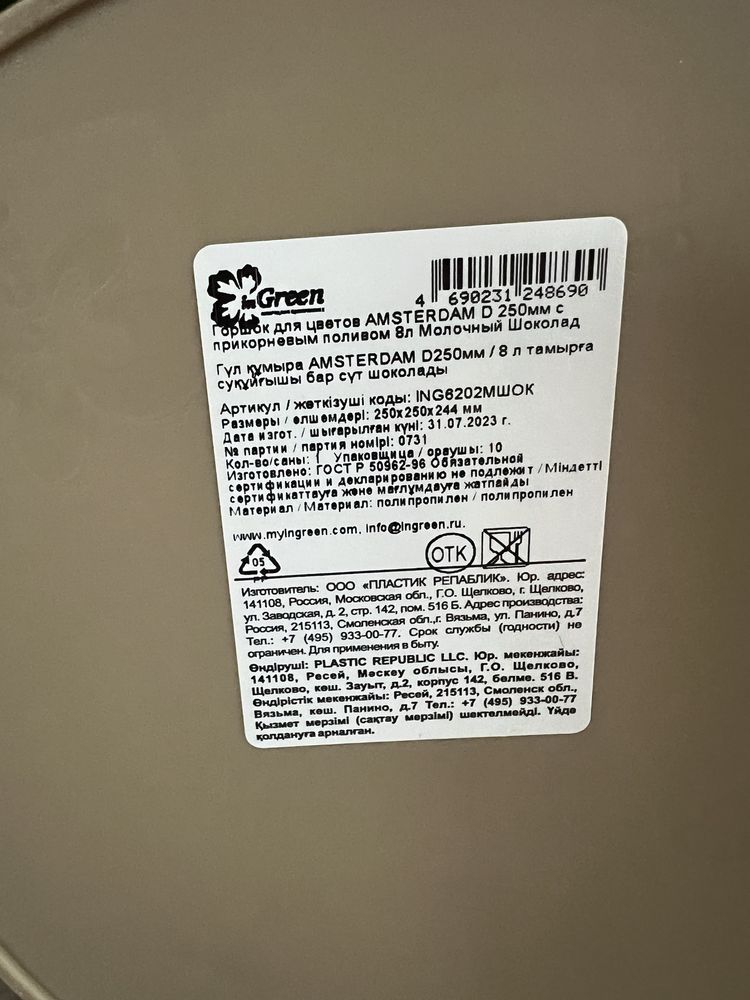 inGreen
4 690231 248690
Горшок для цветов AMSTERDAM D 250мм с
прикорневым поливом 8л Молочный Шоколад
Гүл құмыра AMSTERDAM D250мм / 8 л тамырға
суқұйғышы бар сүт шоколады
Артикул / жөткізуші коды: ING6202МШОК
Размеры / өлшемдері: 250х250х244 мм
Дата изгот. / шығарылған күні: 31.07.2023 г.
№ партии / партия номірі: 0731
Кол-во/саны: 1 Упаковщица / ораушы: 10
Изготовлено: ГОСТ Р 50962-96 Обязательной
сертификации и декларированию не подлежит / Міндетті
сертификаттауға және мағлұмдауға жатпайды
Материал / Материал: полипропилен / полипропилен
www.myingreen.com, info@ingreen.ru.
05
ОТК
Изготовитель: ООО «ПЛАСТИК РЕПАБЛИК». Юр. адрес:
141108, Россия, Московская обл., Г.О. Щелково, г. Щелково,
ул. Заводская, д. 2, стр. 142, пом. 516 Б. Адрес производства:
Россия, 215113, Смоленская обл.,г. Вязьма, ул. Панино, д.7
Тел.: +7 (495) 933-00-77. Срок службы (годности) не
ограничен. Для применения в быту.
Өндіруші: PLASTIC REPUBLIC LLC. Юр. мекенжайы:
141108, Ресей, Мәскеу облысы, Г.О. Щелково,
Щелково, көш. Зауыт, д.2, корпус 142, бөлме. 516 В.
Өндірістік мекенжайы: Ресей, 215113, Смоленск обл.,
Вязьма, көш. Панино, д.7 Тел.: +7 (495) 933-00-77
Қызмет мерзімі (сақтау мерзімі) шектелмейді. Үйде
қолдануға арналған.